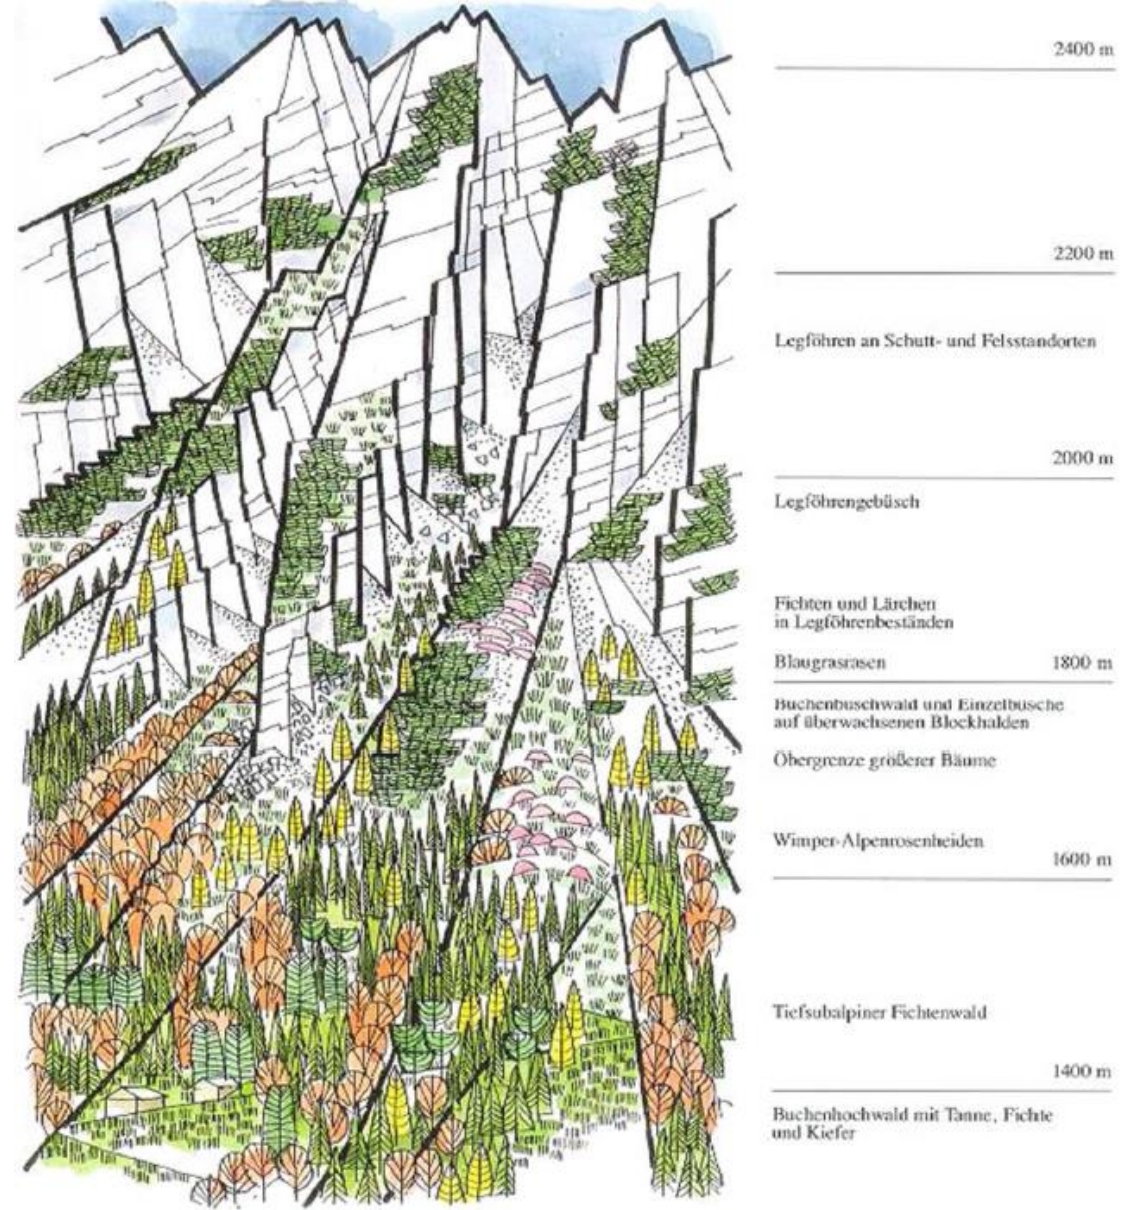 2400 m
2200 m
Legföhren an Schutt- und Felsstandorten
2000 m
Legföhrengebüsch
Fichten und Lärchen
in Legföhrenbeständen
Blaugrasrasen 1800 m
Buchenbuschwald und Einzelbüsche
auf überwachsenen Blockhalden
Obergrenze größerer Bäume
Wimper-Alpenrosenheiden
1600 m
Tiefsubalpiner Fichtenwald
1400 m
Buchenhochwald mit Tanne, Fichte
und Kiefer